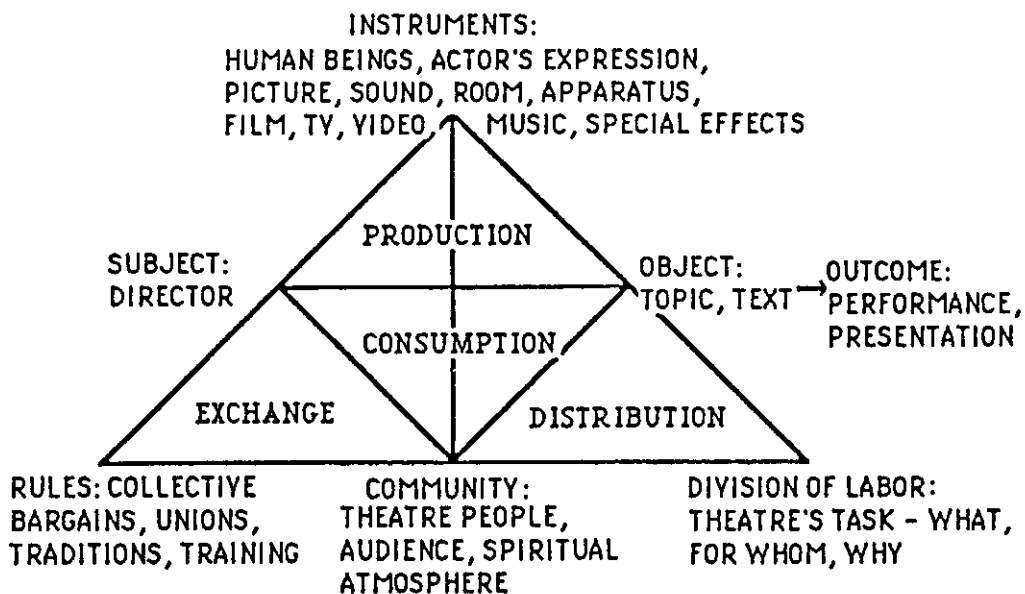 INSTRUMENTS:
HUMAN BEINGS, ACTOR'S EXPRESSION,
PICTURE, SOUND, ROOM, APPARATUS,
FILM, TV, VIDEO, MUSIC, SPECIAL EFFECTS
PRODUCTION
SUBJECT:
DIRECTOR
OBJECT:
TOPIC, TEXT
OUTCOME:
PERFORMANCE,
PRESENTATION
CONSUMPTION
EXCHANGE
DISTRIBUTION
RULES: COLLECTIVE
BARGAINS, UNIONS,
TRADITIONS, TRAINING
COMMUNITY:
THEATRE PEOPLE,
AUDIENCE, SPIRITUAL
ATMOSPHERE
DIVISION OF LABOR:
THEATRE'S TASK - WHAT,
FOR WHOM, WHY